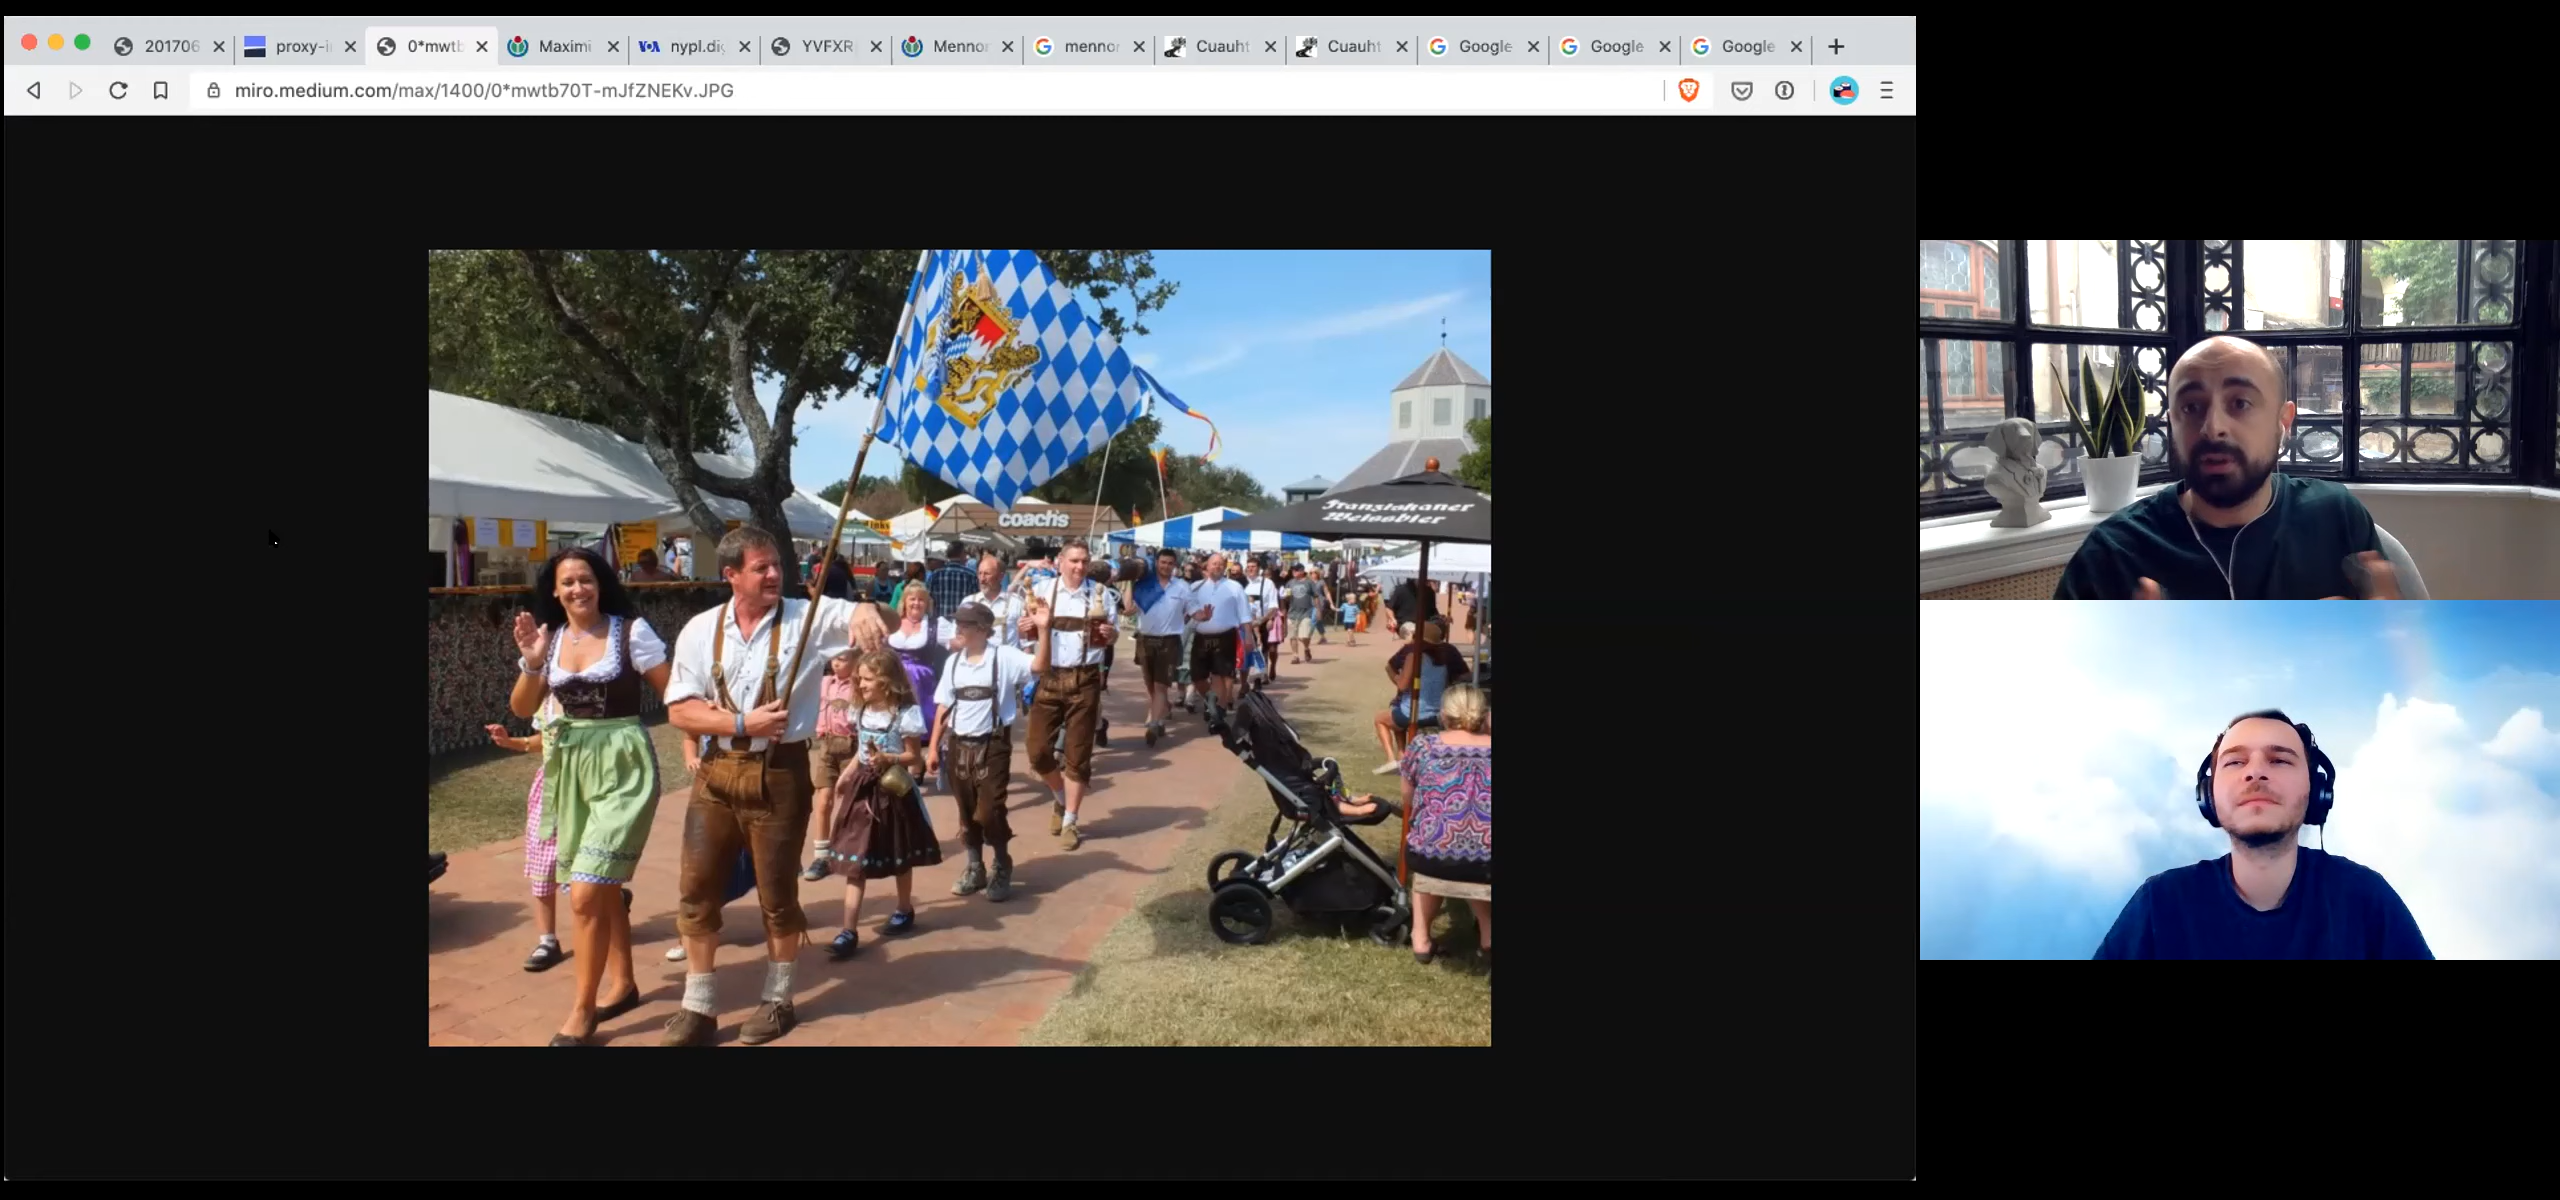 201706
proxy-i
0*mwtb
Maximi
VOA
nypl.dig
YVFXR
Mennor
mennor
Cuauht
Cuauht
Google
Google
Google
miro.medium.com/max/1400/0*mwtb70T-mJfZNEKv.JPG
coach's
Franziskaner
Weissbier